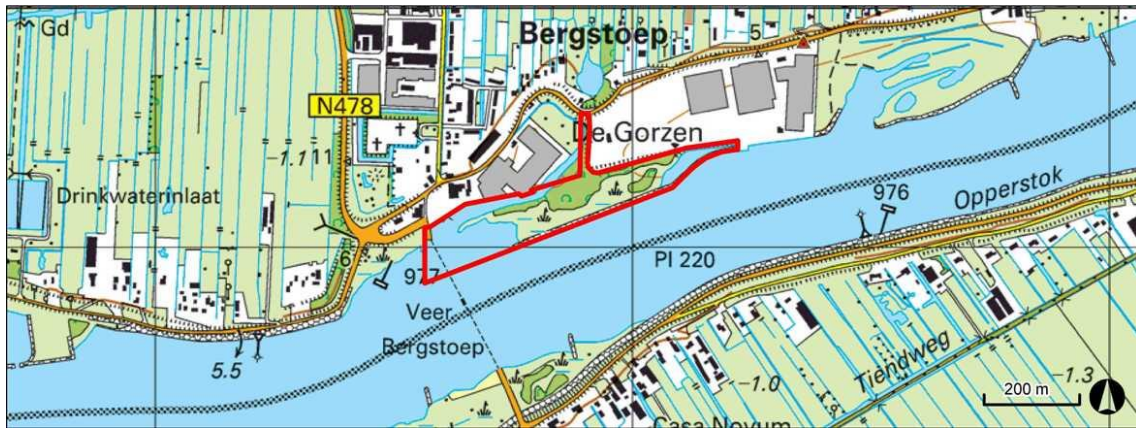 Gd
Bergstoep
5
N478
De Gorzen
-1.1
11
Drinkwaterinlaat
976
Opperstok
6
977
PI 220
Veer
Bergstoep
5.5
Tiendweg
-1.0
-1.3
200 m
Casa Novum